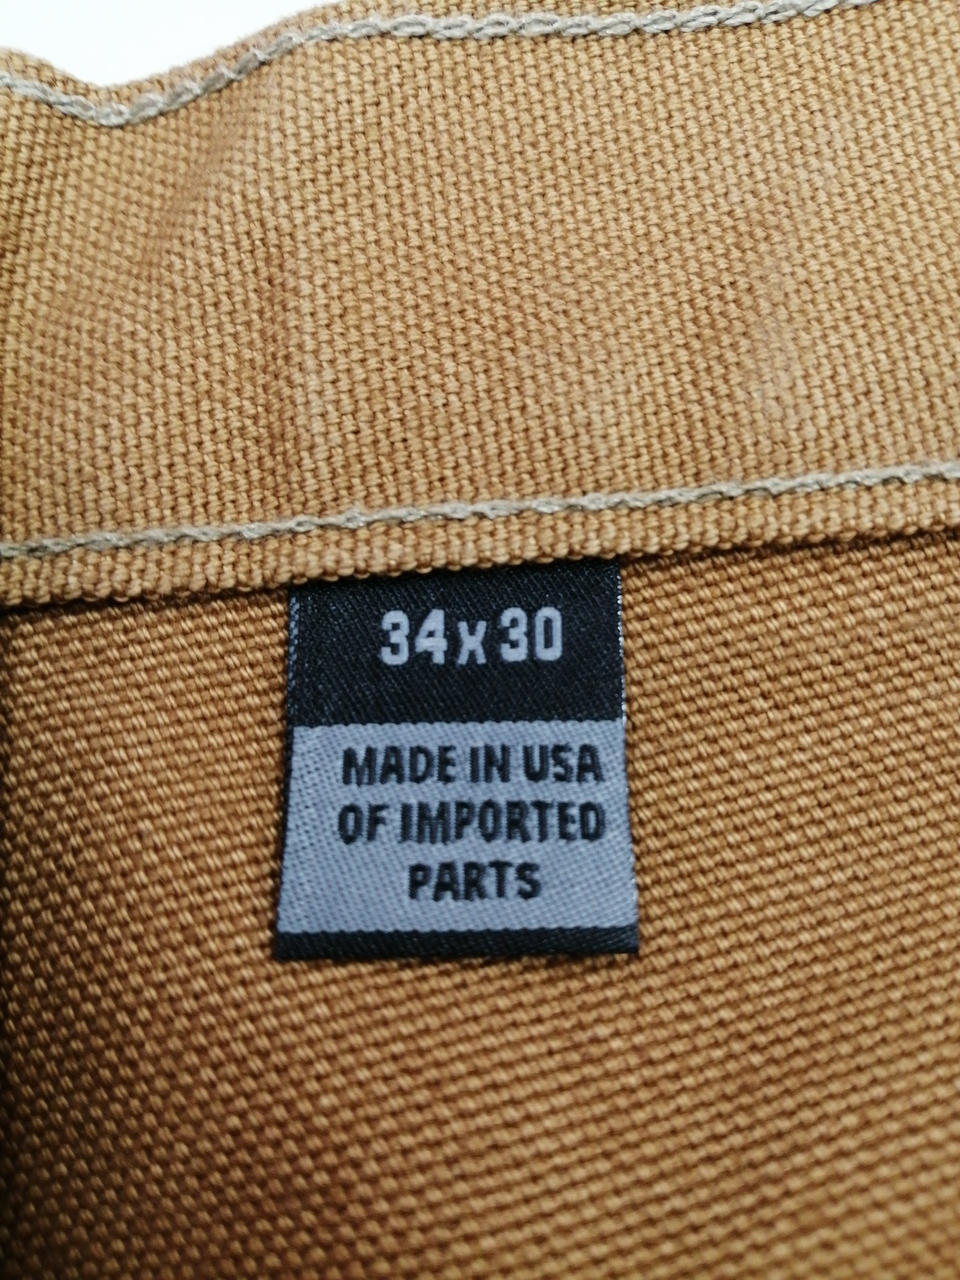 34x30
MADE IN USA
OF IMPORTED
PARTS